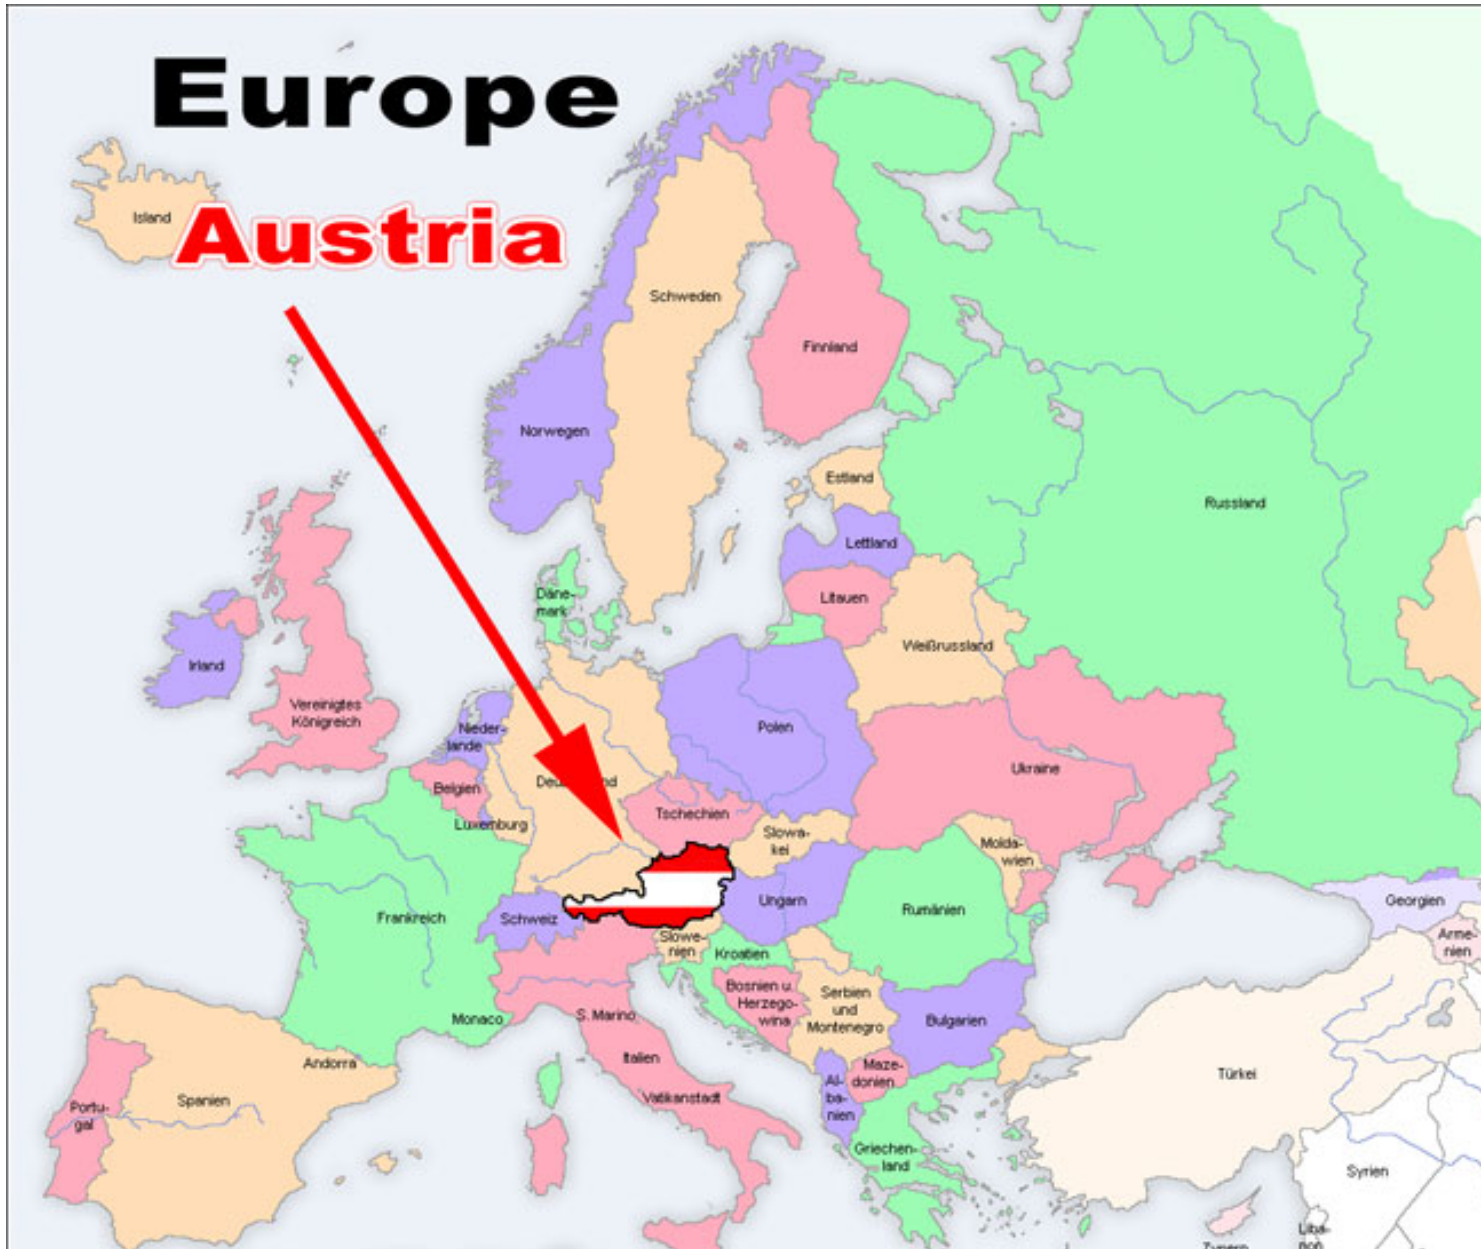 Europe
Island
Austria
Schweden
Finnland
Norwegen
Estland
Russland
Lettland
Däne-
mark
Litauen
Weißrussland
Irland
Vereinigtes
Königreich
Nieder-
lande
Polen
Ukraine
Belgien
Luxemburg
Tschechien
Slowa-
kei
Molda-
wien
Frankreich
Schweiz
Ungarn
Rumänien
Georgien
Arme-
nien
Slowe-
nien
Kroatien
Bosnien u.
Herzego-
wina
Serbien
und
Montenegro
Bulgarien
Monaco
S. Marino
Italien
Andorra
Vatikanstadt
Al-
ba-
nien
Maze-
donien
Türkei
Portu-
gal
Spanien
Griechen-
land
Syrien